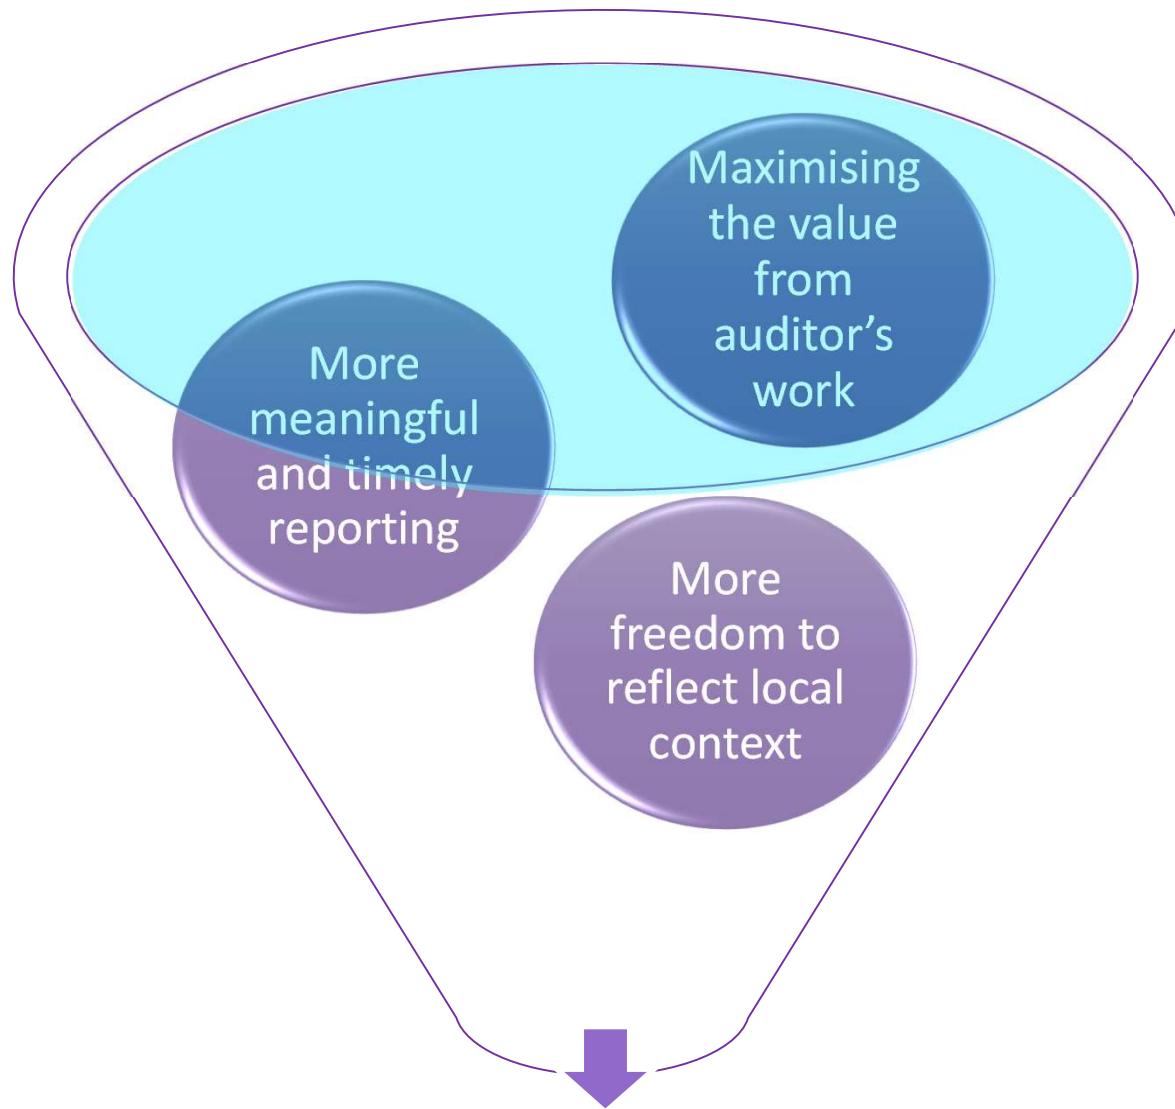 Maximising
the value
from
auditor’s
work
More
meaningful
and timely
reporting
More
freedom to
reflect local
context